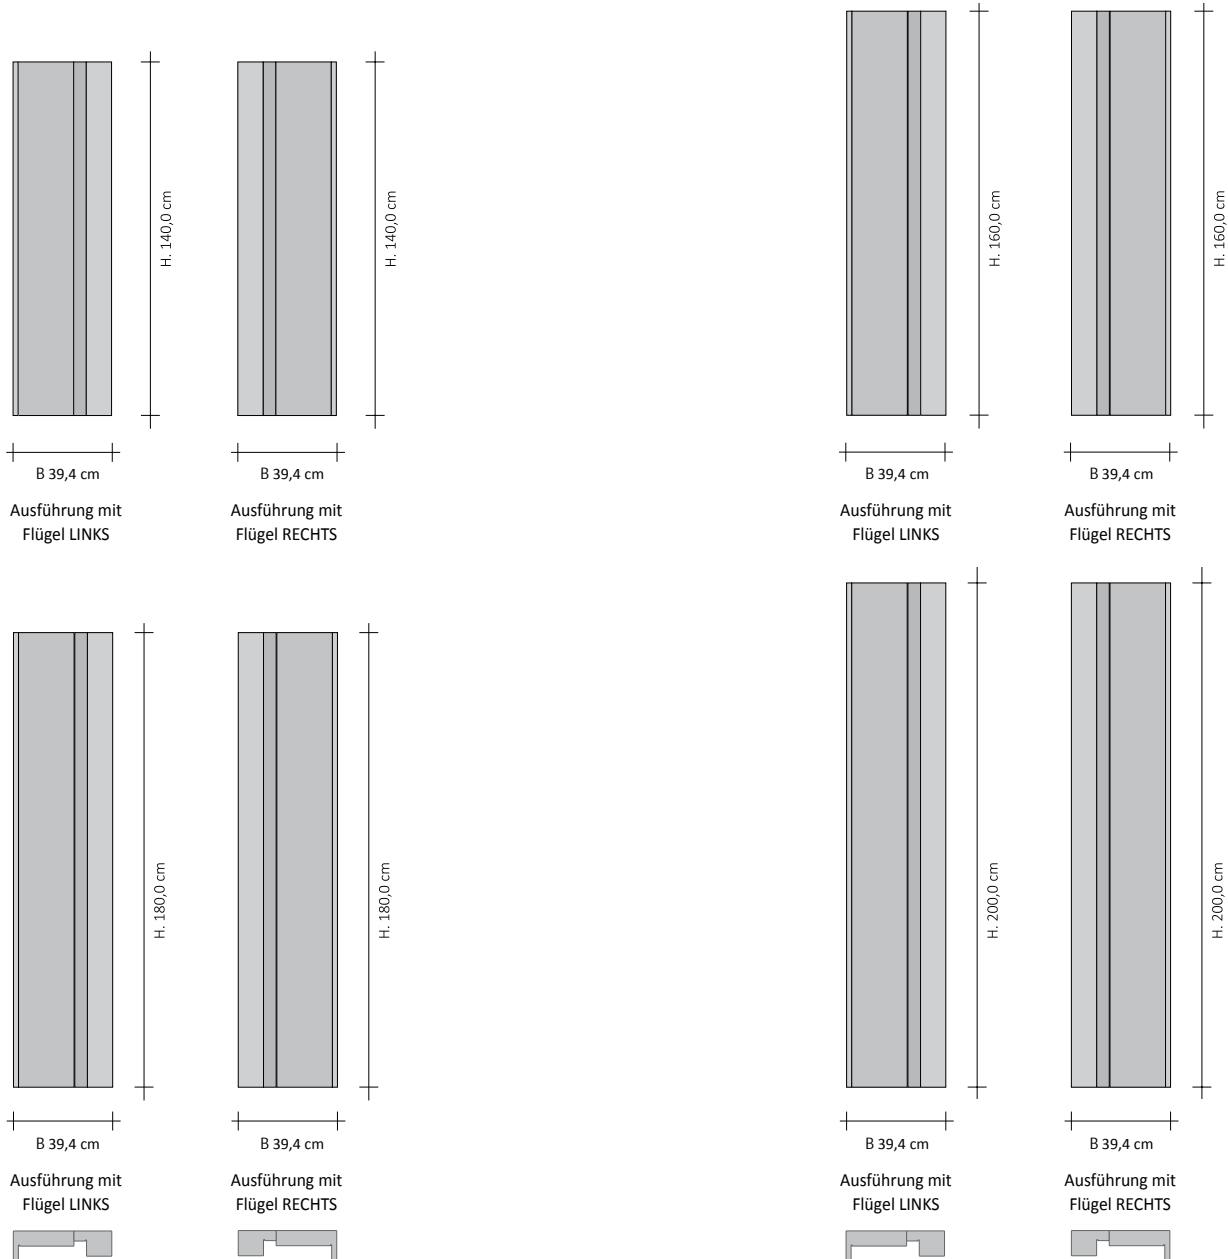 H. 140,0 cm
H. 140,0 cm
B 39,4 cm
Ausführung mit
Flügel LINKS
B 39,4 cm
Ausführung mit
Flügel RECHTS
H. 160,0 cm
H. 160,0 cm
B 39,4 cm
Ausführung mit
Flügel LINKS
B 39,4 cm
Ausführung mit
Flügel RECHTS
H. 180,0 cm
H. 180,0 cm
B 39,4 cm
Ausführung mit
Flügel LINKS
B 39,4 cm
Ausführung mit
Flügel RECHTS
H. 200,0 cm
H. 200,0 cm
B 39,4 cm
Ausführung mit
Flügel LINKS
B 39,4 cm
Ausführung mit
Flügel RECHTS